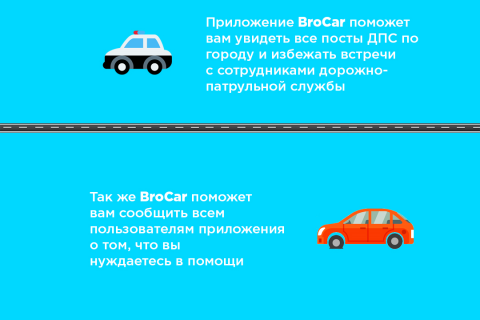 Приложение BroCar поможет
вам увидеть все посты ДПС по
городу и избежать встречи
с сотрудниками дорожно-
патрульной службы
Так же BroCar поможет
вам сообщить всем
пользователям приложения
о том, что вы
нуждаетесь в помощи